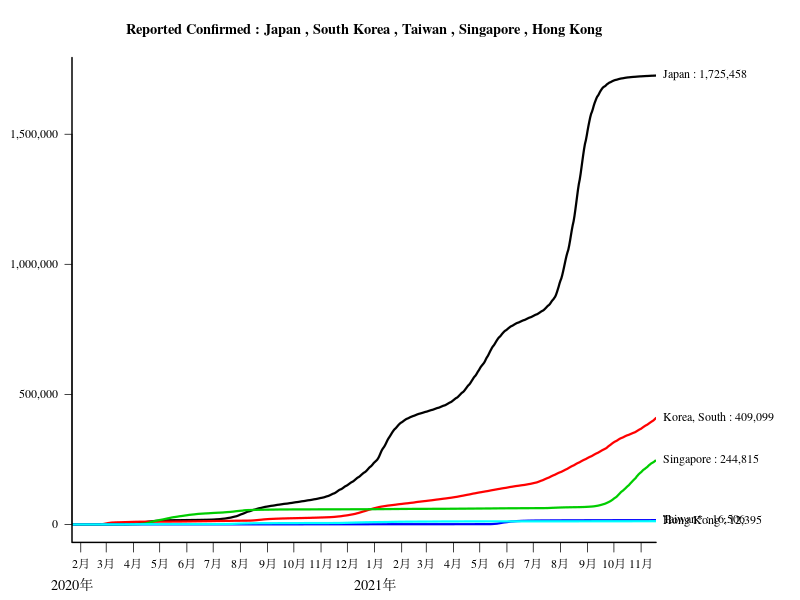 Reported Confirmed : Japan , South Korea , Taiwan , Singapore , Hong Kong
Japan : 1,725,458
1,500,000
1,000,000
500,000
Korea, South : 409,099
Singapore : 244,815
Hong Kong : 12,395
0
2月 3月 4月 5月 6月 7月 8月 9月 10月 11月 12月 1月 2月 3月 4月 5月 6月 7月 8月 9月 10月 11月
2020年 2021年